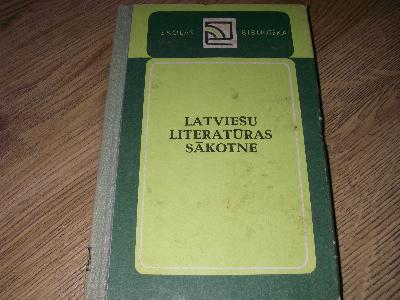 SKOLAS BIBLIOTĒKA
LATVIEŠU
LITERATŪRAS
SĀKOTNE